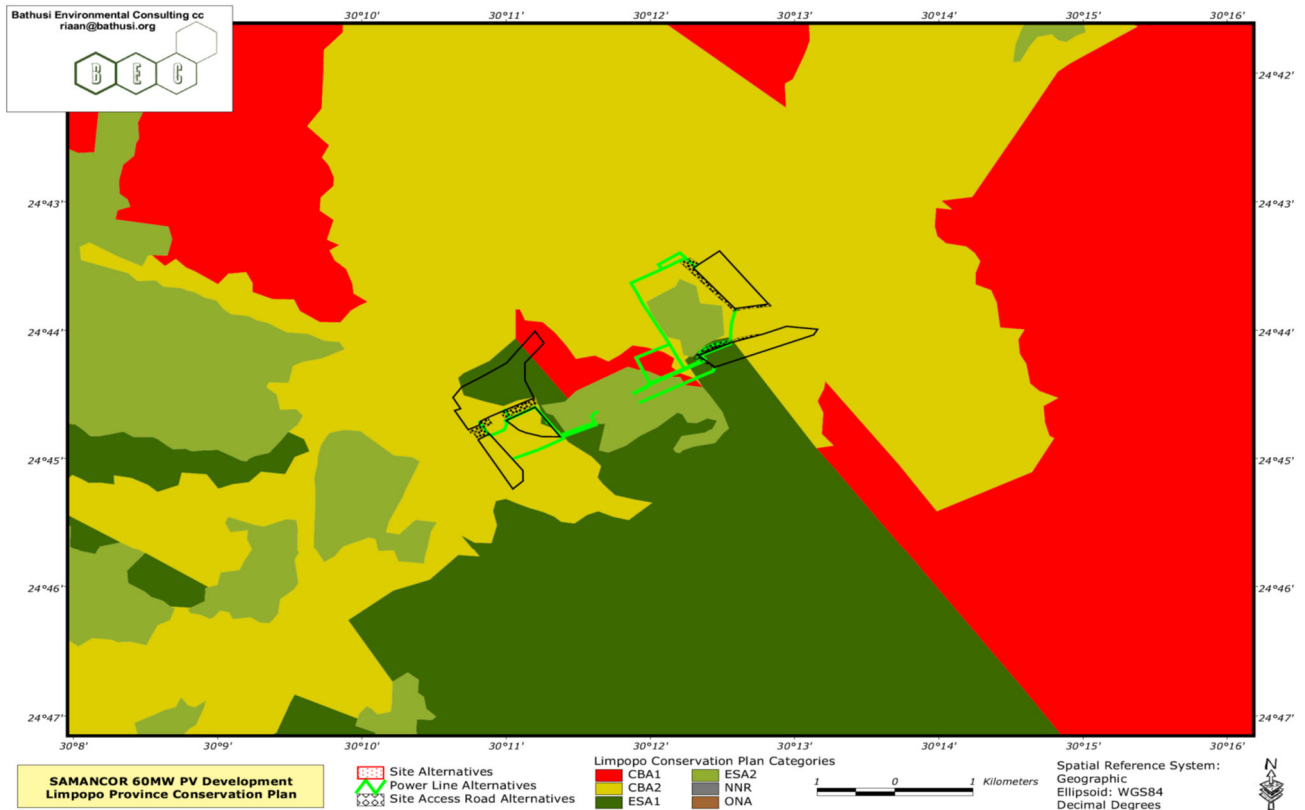 Bathusi Environmental Consulting cc
riaan@bathusi.org
B E C
30°10' 30°11' 30°12' 30°13' 30°14' 30°15' 30°16'
24°42' 24°42'
24°43' 24°43'
24°44' 24°44'
24°45' 24°45'
24°46' 24°46'
24°47' 24°47'
30°8' 30°9' 30°10' 30°11' 30°12' 30°13' 30°14' 30°15' 30°16'
SAMANCOR 60MW PV Development
Limpopo Province Conservation Plan
Site Alternatives
Power Line Alternatives
Site Access Road Alternatives
Limpopo Conservation Plan Categories
CBA1 ESA2
CBA2 NNR
ESA1 ONA
1 0 1 Kilometers
Spatial Reference System:
Geographic
Ellipsoid: WGS84
Decimal Degrees
N